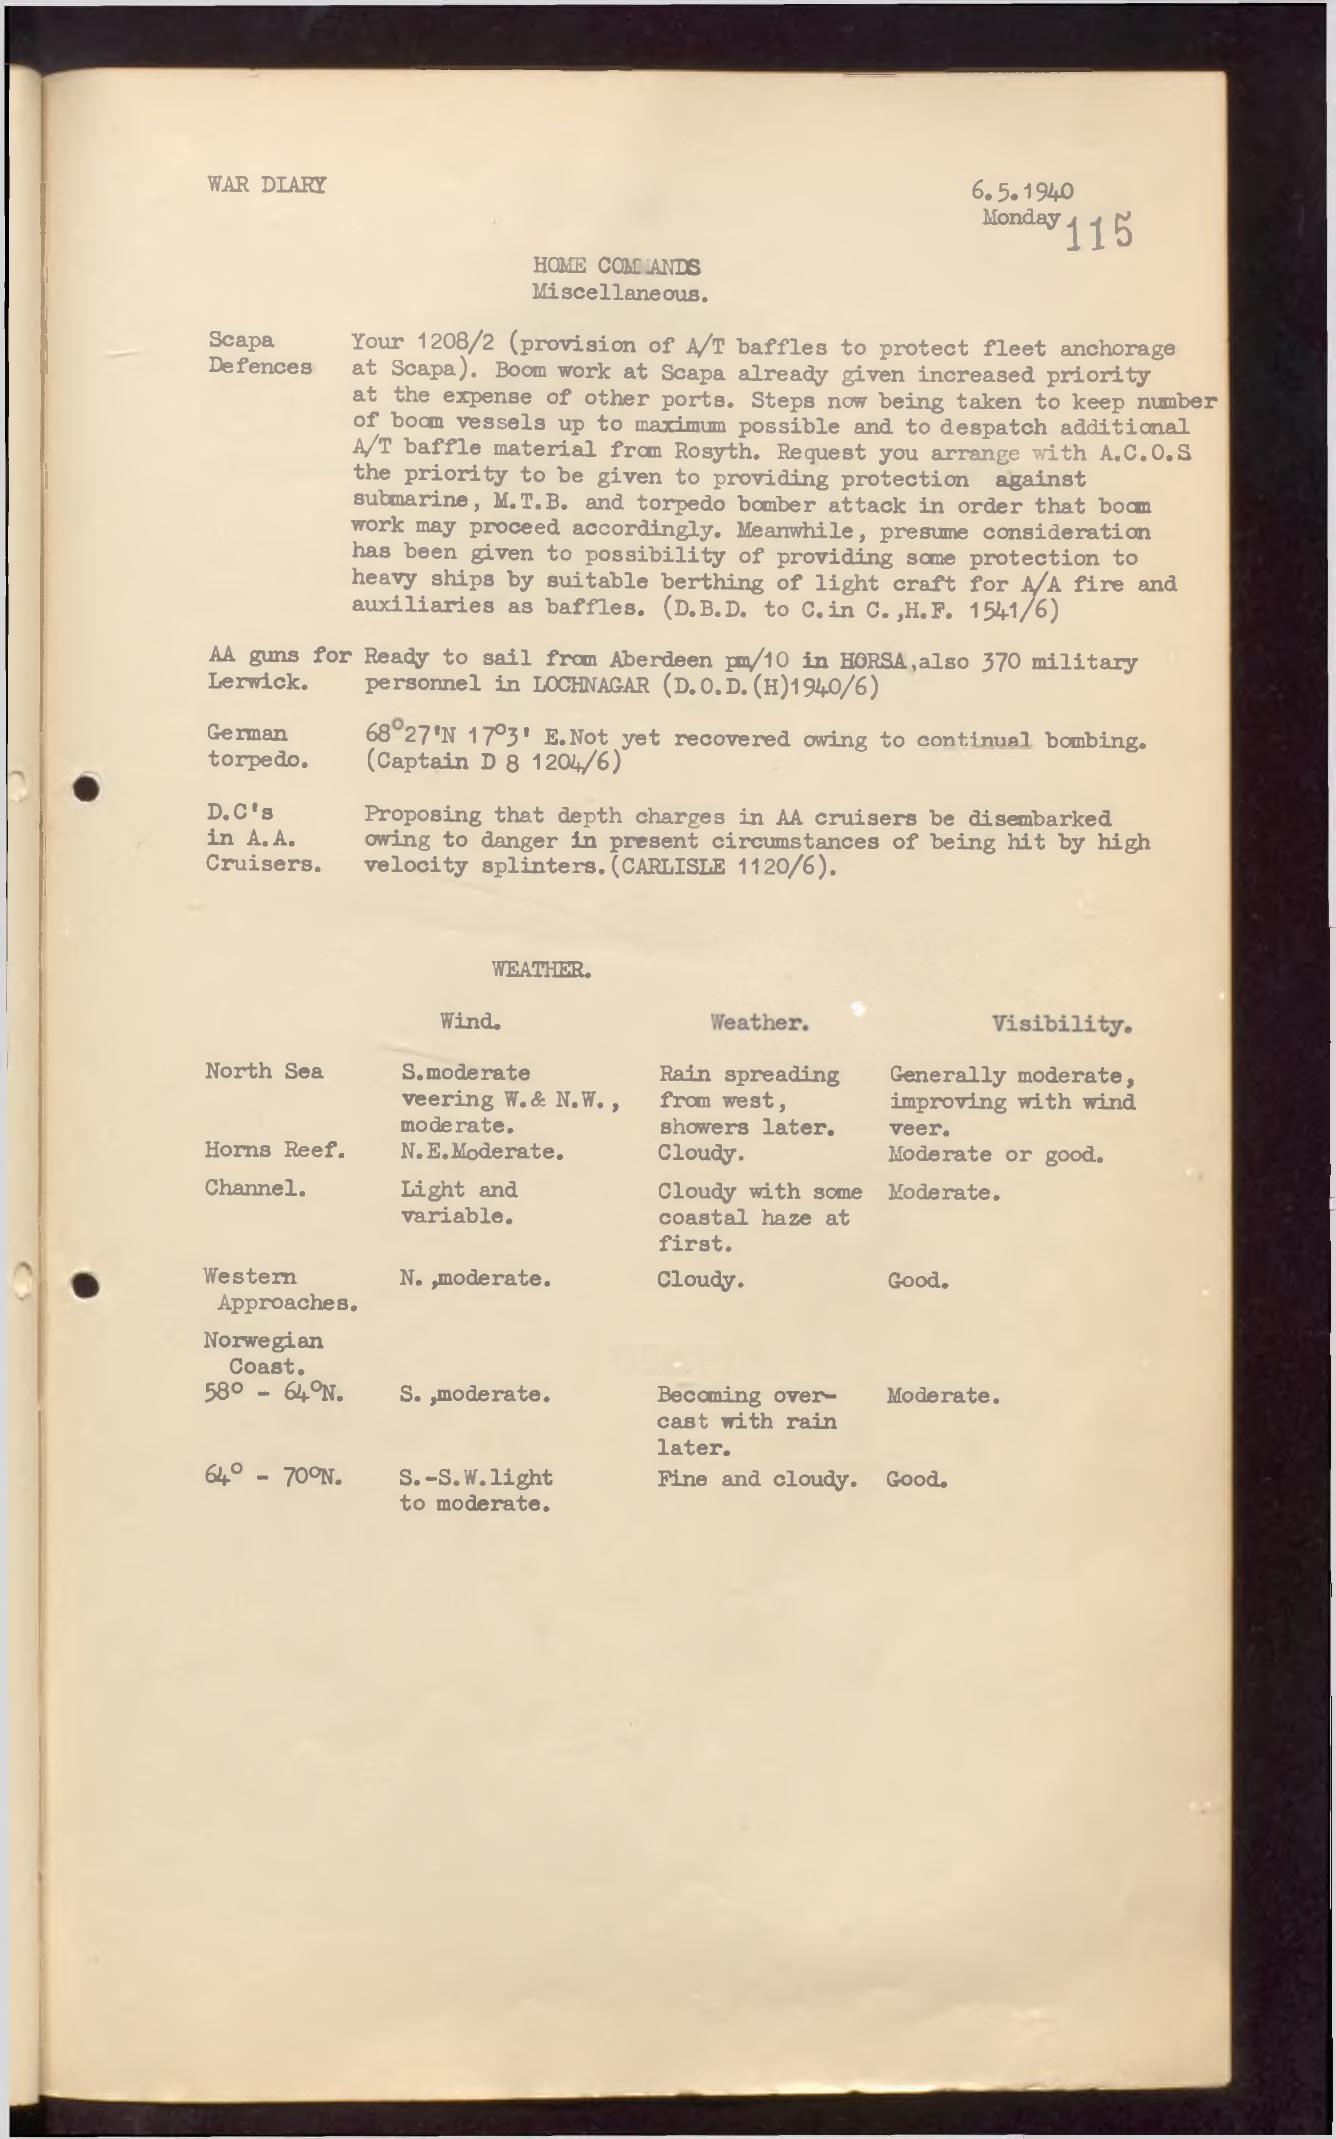 WAR DIARY
6.5.1940
Monday
115
HOME COMMANDS
Miscellaneous.
Scapa Your 1208/2 (provision of A/T baffles to protect fleet anchorage
Defences at Scapa). Boom work at Scapa already given increased priority
at the expense of other ports. Steps now being taken to keep number
of boom vessels up to maximum possible and to despatch additional
A/T baffle material from Rosyth. Request you arrange with A.C.O.S
the priority to be given to providing protection against
submarine, M.T.B. and torpedo bomber attack in order that boom
work may proceed accordingly. Meanwhile, presume consideration
has been given to possibility of providing some protection to
heavy ships by suitable berthing of light craft for A/A fire and
auxiliaries as baffles. (D.B.D. to C.in C.,H.F. 1541/6)
AA guns for Ready to sail from Aberdeen pm/10 in HORSA,also 370 military
Lerwick. personnel in LOCHNAGAR (D.O.D.(H)1940/6)
German 68°27'N 17°3' E.Not yet recovered owing to continual bombing.
torpedo. (Captain D 8 1204/6)
D.C's Proposing that depth charges in AA cruisers be disembarked
in A.A. owing to danger in present circumstances of being hit by high
Cruisers. velocity splinters.(CARLISLE 1120/6).
WEATHER.
Wind. Weather. Visibility.
North Sea S.moderate Rain spreading Generally moderate,
veering W.& N.W., from west, improving with wind
moderate. showers later. veer.
Horns Reef. N.E.Moderate. Cloudy. Moderate or good.
Channel. Light and Cloudy with some Moderate.
variable. coastal haze at
first.
Western N.,moderate. Cloudy. Good.
Approaches.
Norwegian
Coast.
58° - 64°N. S.,moderate. Becoming over- Moderate.
cast with rain
later.
64° - 70°N. S.-S.W.light Fine and cloudy. Good.
to moderate.